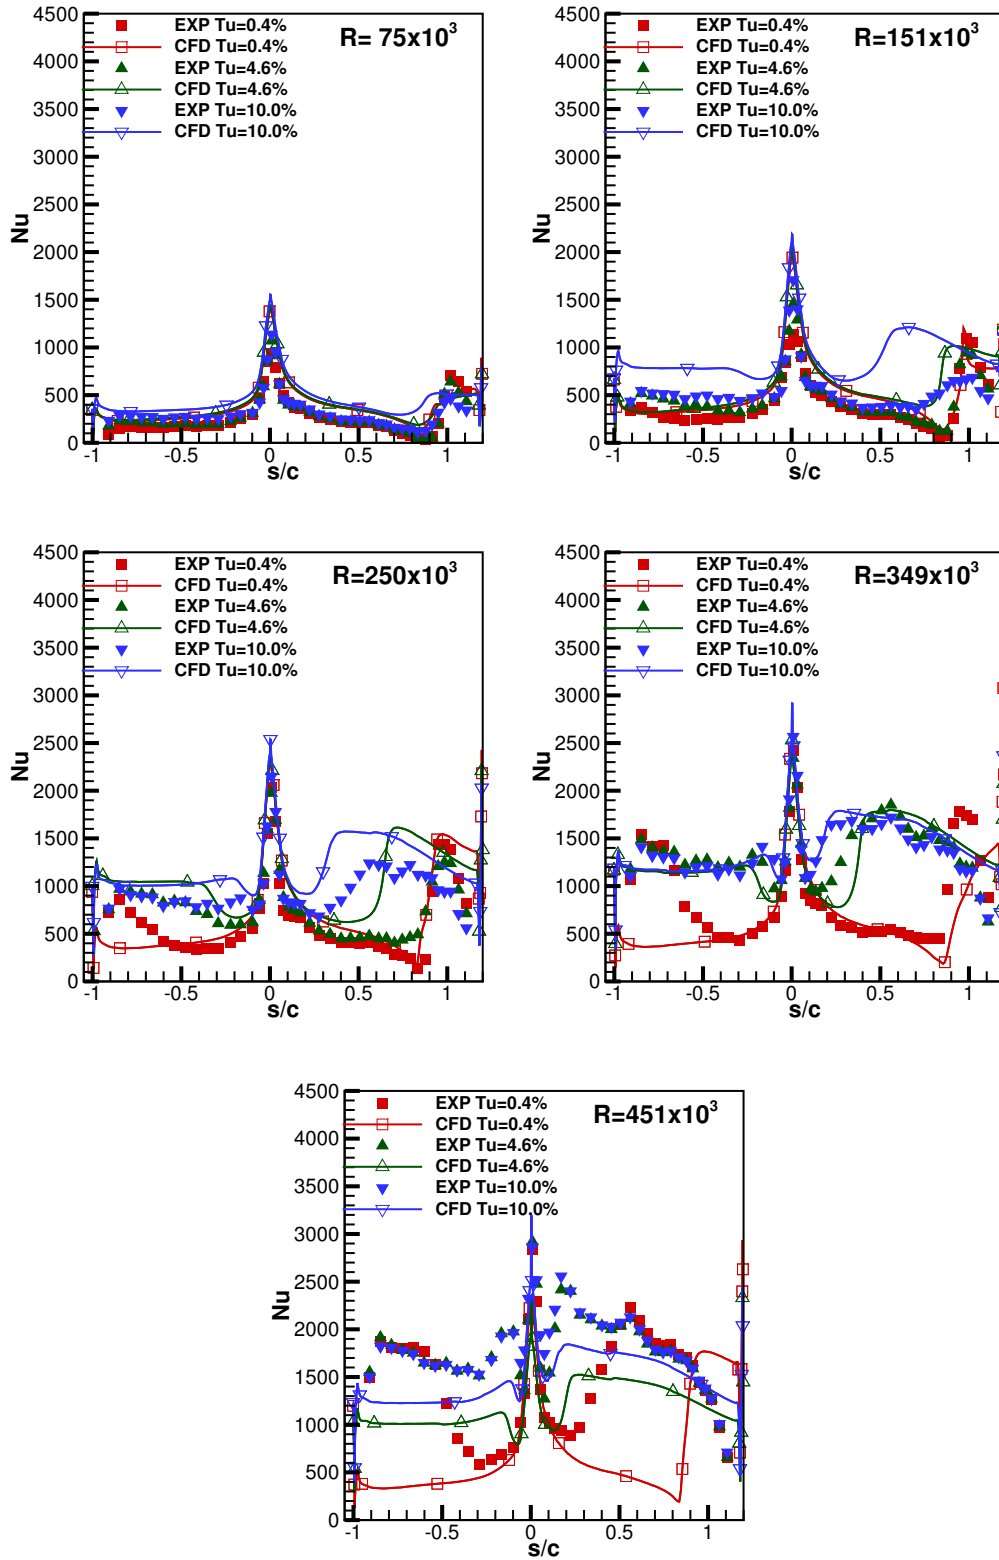 R= 75x10³
EXP Tu=0.4%
CFD Tu=0.4%
EXP Tu=4.6%
CFD Tu=4.6%
EXP Tu=10.0%
CFD Tu=10.0%
Nu
4500
4000
3500
3000
2500
2000
1500
1000
500
0
-1
-0.5
0
0.5
1
s/c
R=151x10³
EXP Tu=0.4%
CFD Tu=0.4%
EXP Tu=4.6%
CFD Tu=4.6%
EXP Tu=10.0%
CFD Tu=10.0%
Nu
4500
4000
3500
3000
2500
2000
1500
1000
500
0
-1
-0.5
0
0.5
1
s/c
R=250x10³
EXP Tu=0.4%
CFD Tu=0.4%
EXP Tu=4.6%
CFD Tu=4.6%
EXP Tu=10.0%
CFD Tu=10.0%
Nu
4500
4000
3500
3000
2500
2000
1500
1000
500
0
-1
-0.5
0
0.5
1
s/c
R=349x10³
EXP Tu=0.4%
CFD Tu=0.4%
EXP Tu=4.6%
CFD Tu=4.6%
EXP Tu=10.0%
CFD Tu=10.0%
Nu
4500
4000
3500
3000
2500
2000
1500
1000
500
0
-1
-0.5
0
0.5
1
s/c
R=451x10³
EXP Tu=0.4%
CFD Tu=0.4%
EXP Tu=4.6%
CFD Tu=4.6%
EXP Tu=10.0%
CFD Tu=10.0%
Nu
4500
4000
3500
3000
2500
2000
1500
1000
500
0
-1
-0.5
0
0.5
1
s/c